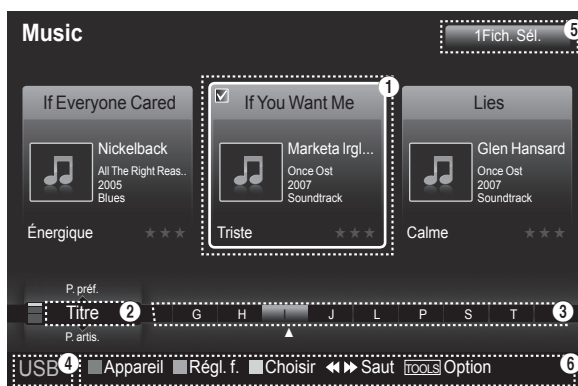 Music
1Fich. Sél.
5
1
If Everyone Cared
If You Want Me
Lies
Nickelback
All The Right Reas..
2005
Blues
Marketa Irgl...
Once Ost
2007
Soundtrack
Glen Hansard
Once Ost
2007
Soundtrack
Énergique ★★★
Triste ★★★
Calme ★★★
P. préf.
Titre 2
G H I J L P S T 3
P. artis.
USB 4 Appareil Régl. f. Choisir Saut TOOLS Option 6